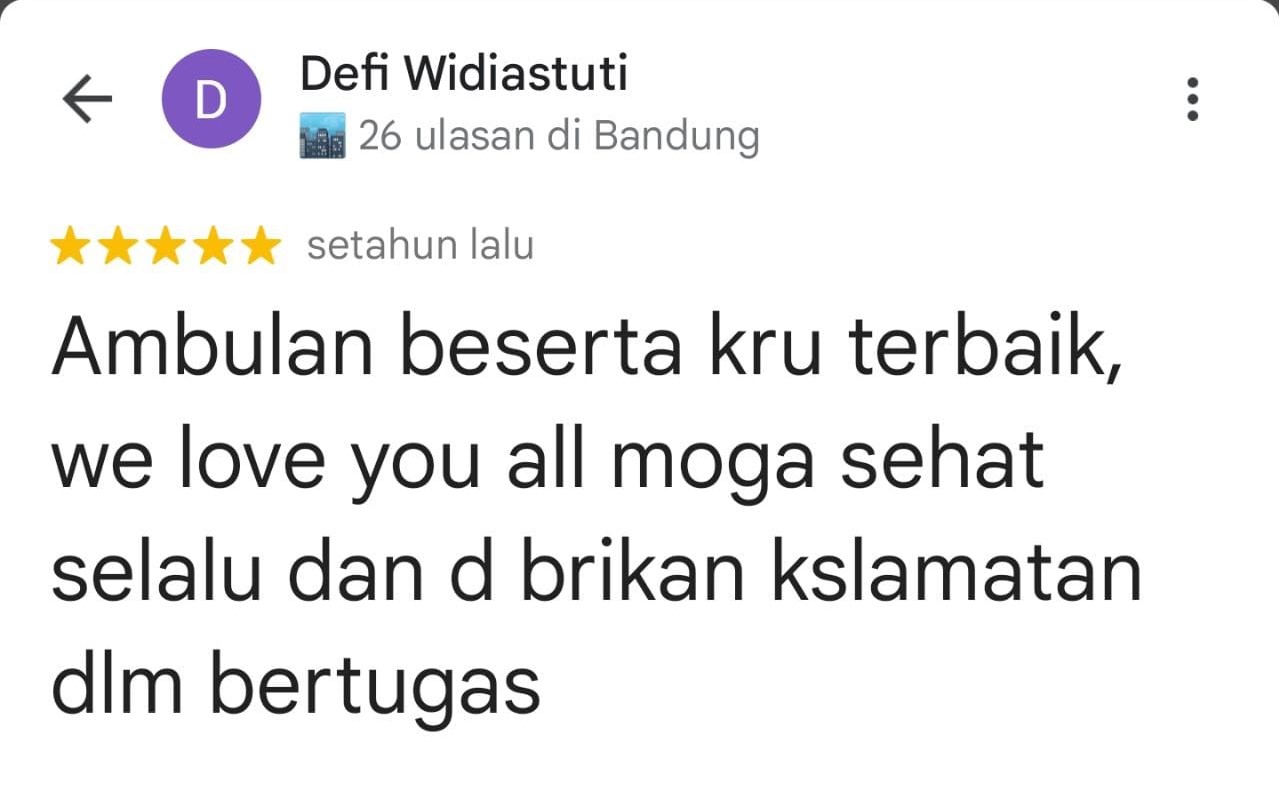 D
Defi Widiastuti
26 ulasan di Bandung
setahun lalu
Ambulan beserta kru terbaik,
we love you all moga sehat
selalu dan d brikan kslamatan
dlm bertugas